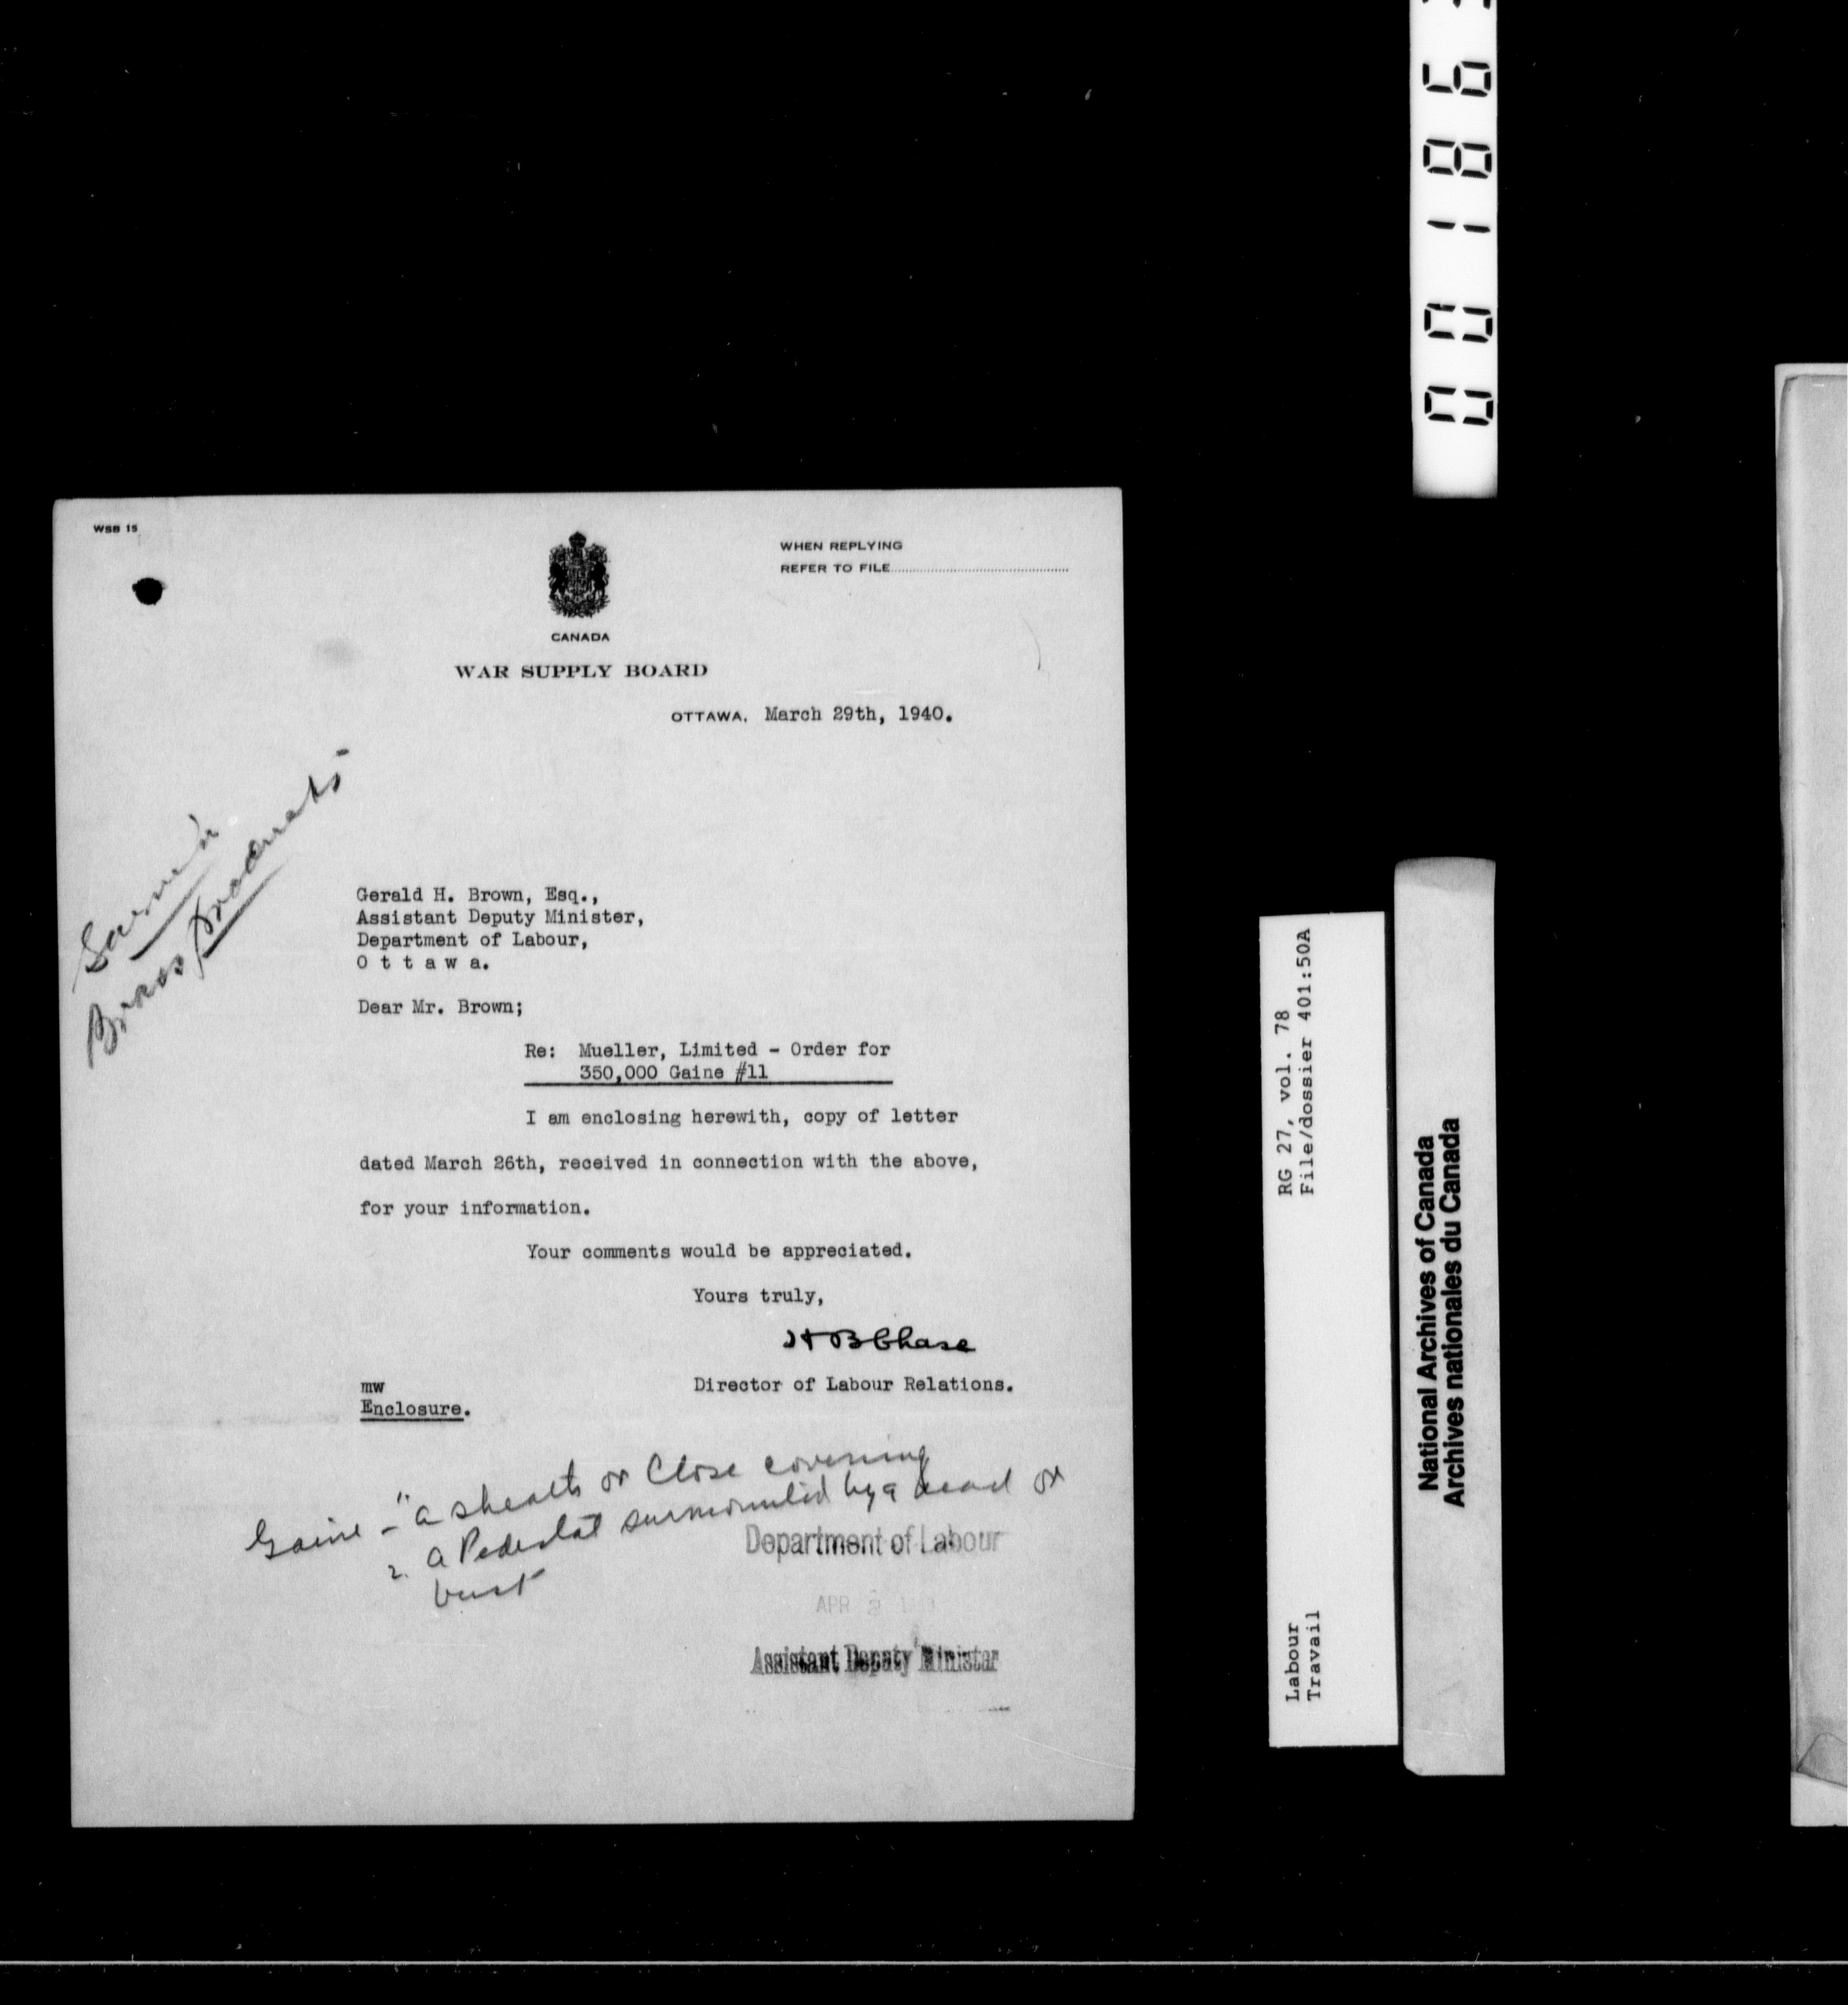 WSB 15
WHEN REPLYING
REFER TO FILE
CANADA
WAR SUPPLY BOARD
OTTAWA, March 29th, 1940.
Sarnia
Brass products
Gerald H. Brown, Esq.,
Assistant Deputy Minister,
Department of Labour,
O t t a w a.
Dear Mr. Brown;
Re: Mueller, Limited - Order for
350,000 Gaine #11
I am enclosing herewith, copy of letter
dated March 26th, received in connection with the above,
for your information.
Your comments would be appreciated.
Yours truly,
HBChase
Director of Labour Relations.
mw
Enclosure.
Gaine - "a sheath or close covering
2. a Pedestal surmounted by a head or
bust
Department of Labour
APR 2
Assistant Deputy Minister
RG 27, vol. 78
File/dossier 401:50A
Labour
Travail
National Archives of Canada
Archives nationales du Canada